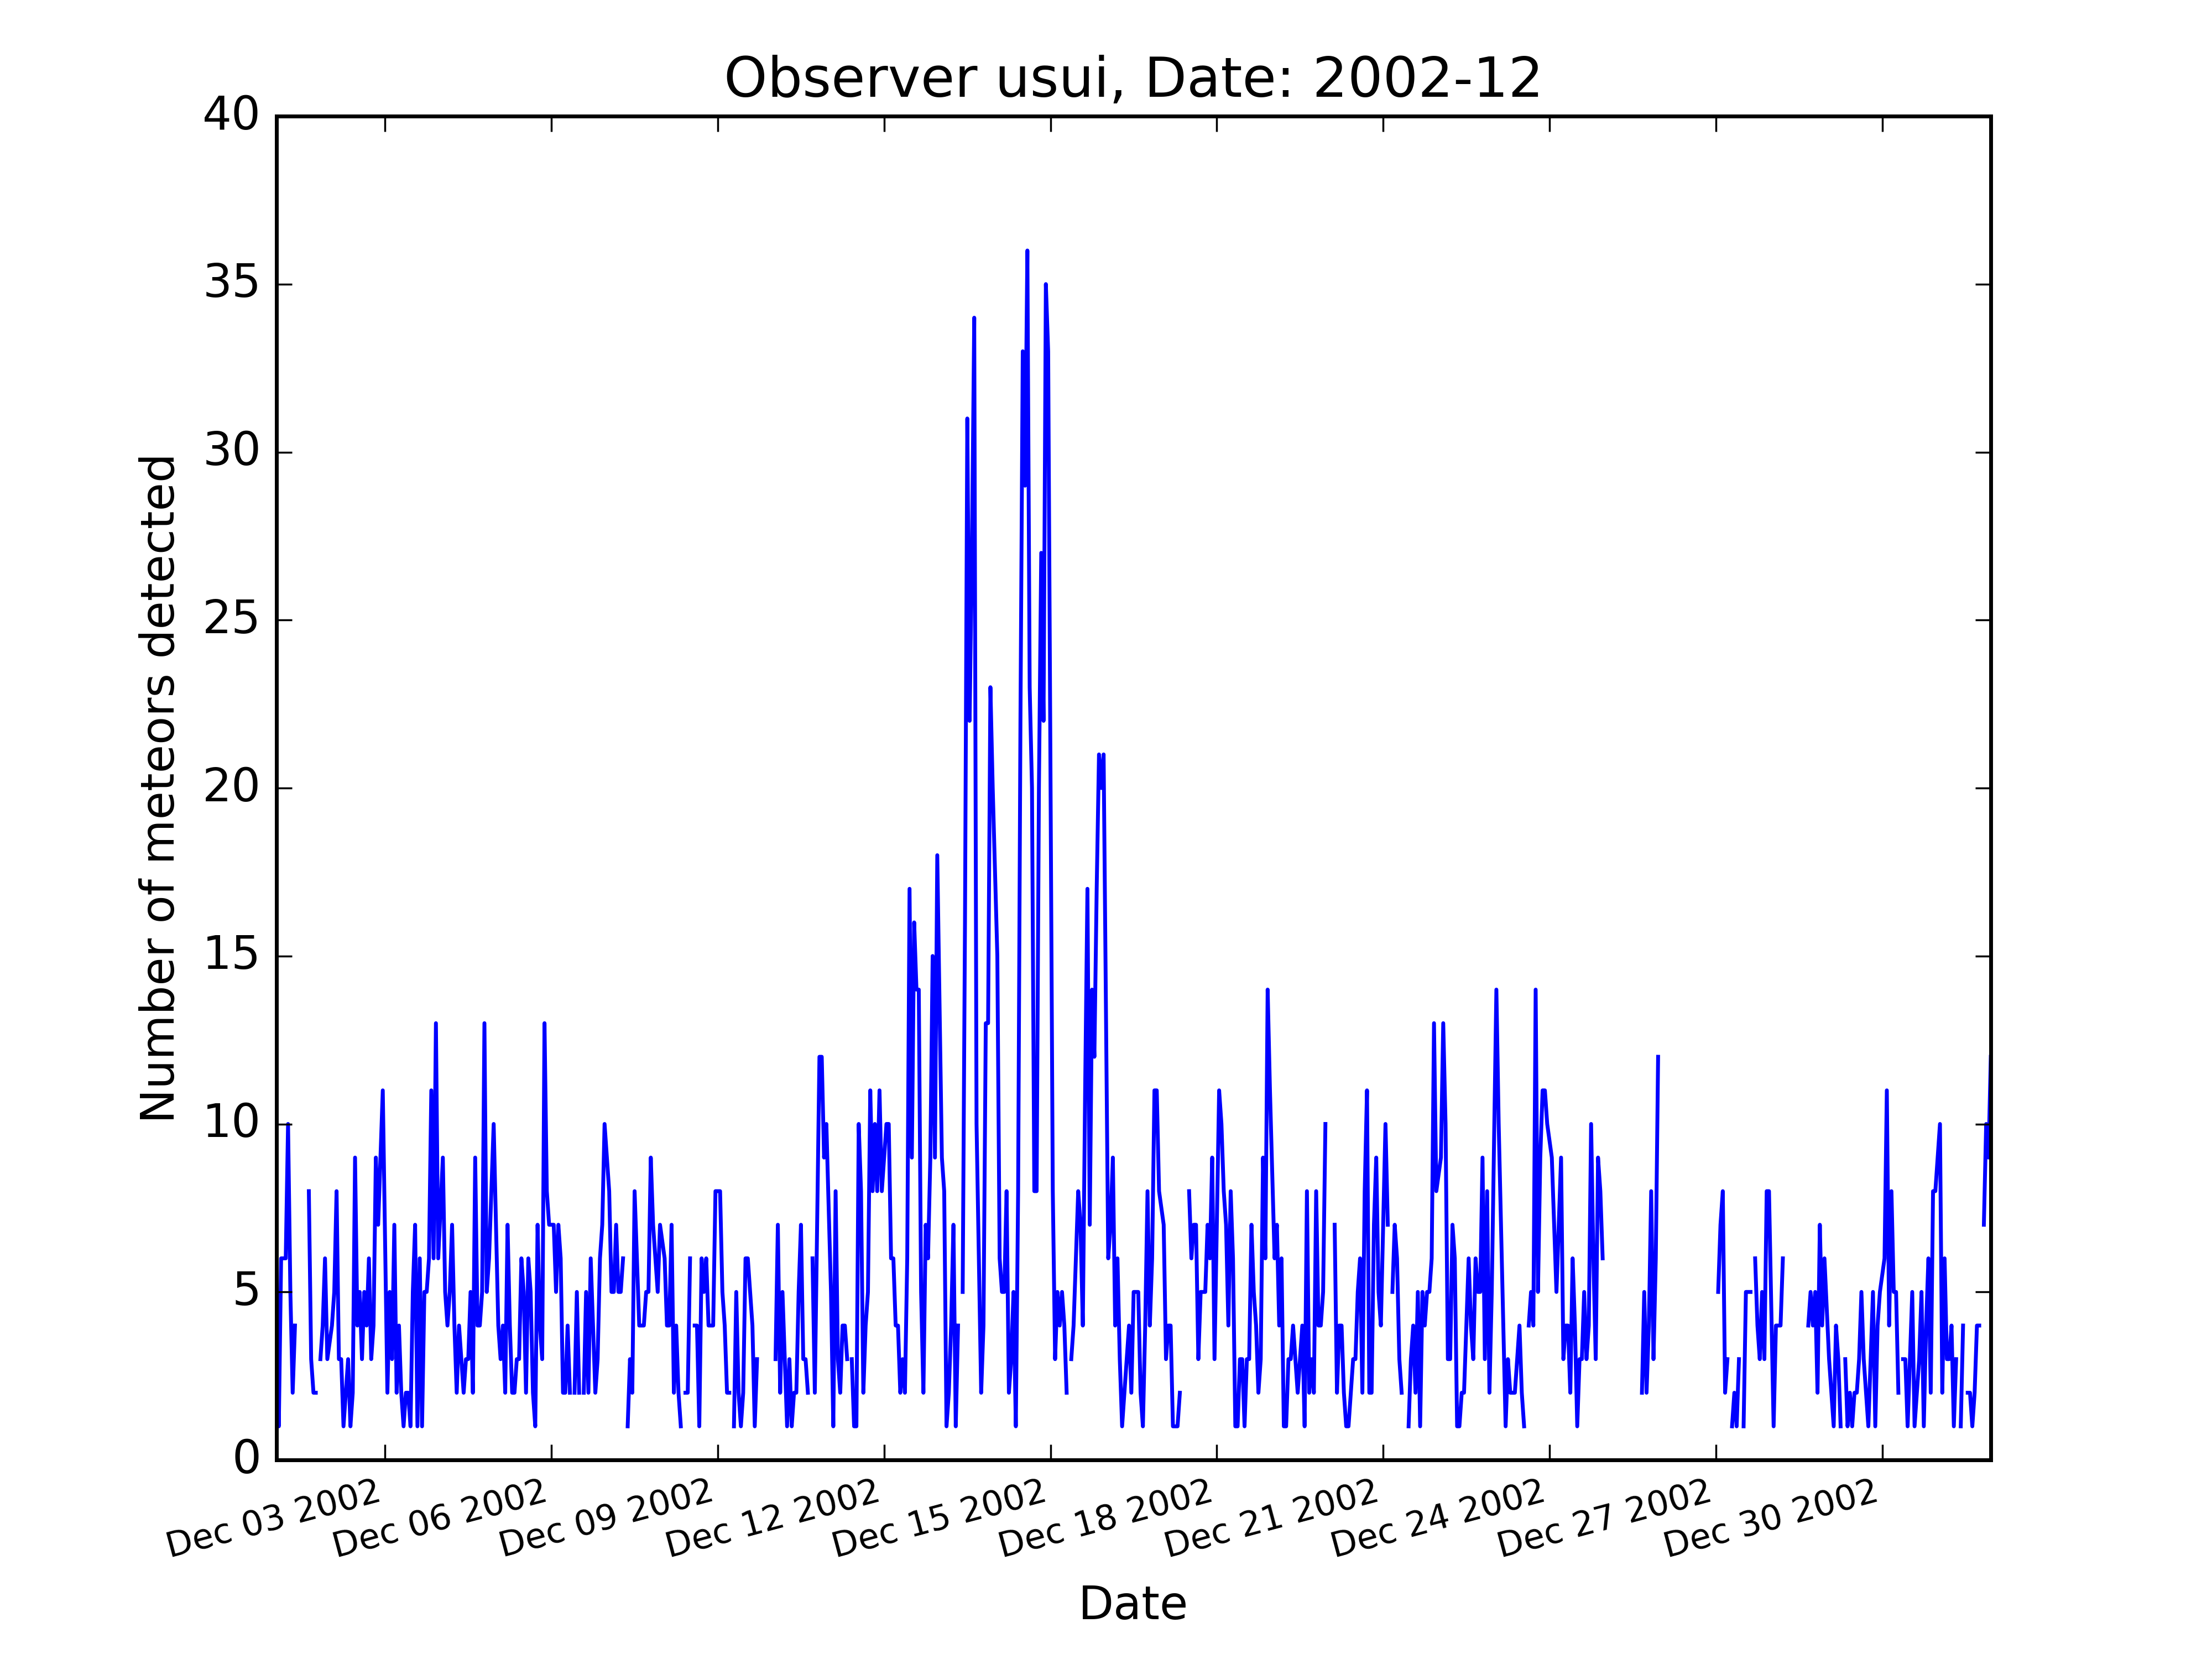 Observer usui, Date: 2002-12
40
35
30
25
20
15
10
5
0
Number of meteors detected
Dec 03 2002
Dec 06 2002
Dec 09 2002
Dec 12 2002
Dec 15 2002
Dec 18 2002
Dec 21 2002
Dec 24 2002
Dec 27 2002
Dec 30 2002
Date